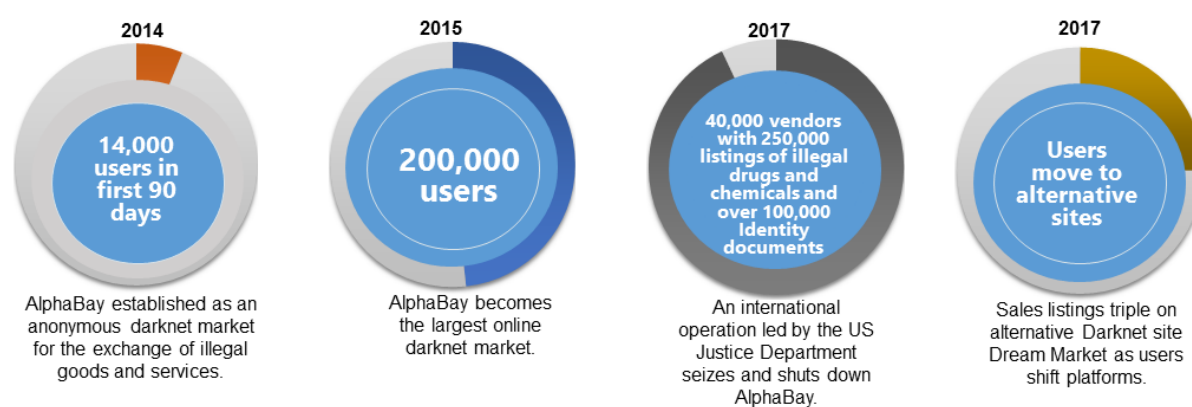 2014
14,000
users in
first 90
days
AlphaBay established as an
anonymous darknet market
for the exchange of illegal
goods and services.
2015
200,000
users
AlphaBay becomes
the largest online
darknet market.
2017
40,000 vendors
with 250,000
listings of illegal
drugs and
chemicals and
over 100,000
Identity
documents
An international
operation led by the US
Justice Department
seizes and shuts down
AlphaBay.
2017
Users
move to
alternative
sites
Sales listings triple on
alternative Darknet site
Dream Market as users
shift platforms.